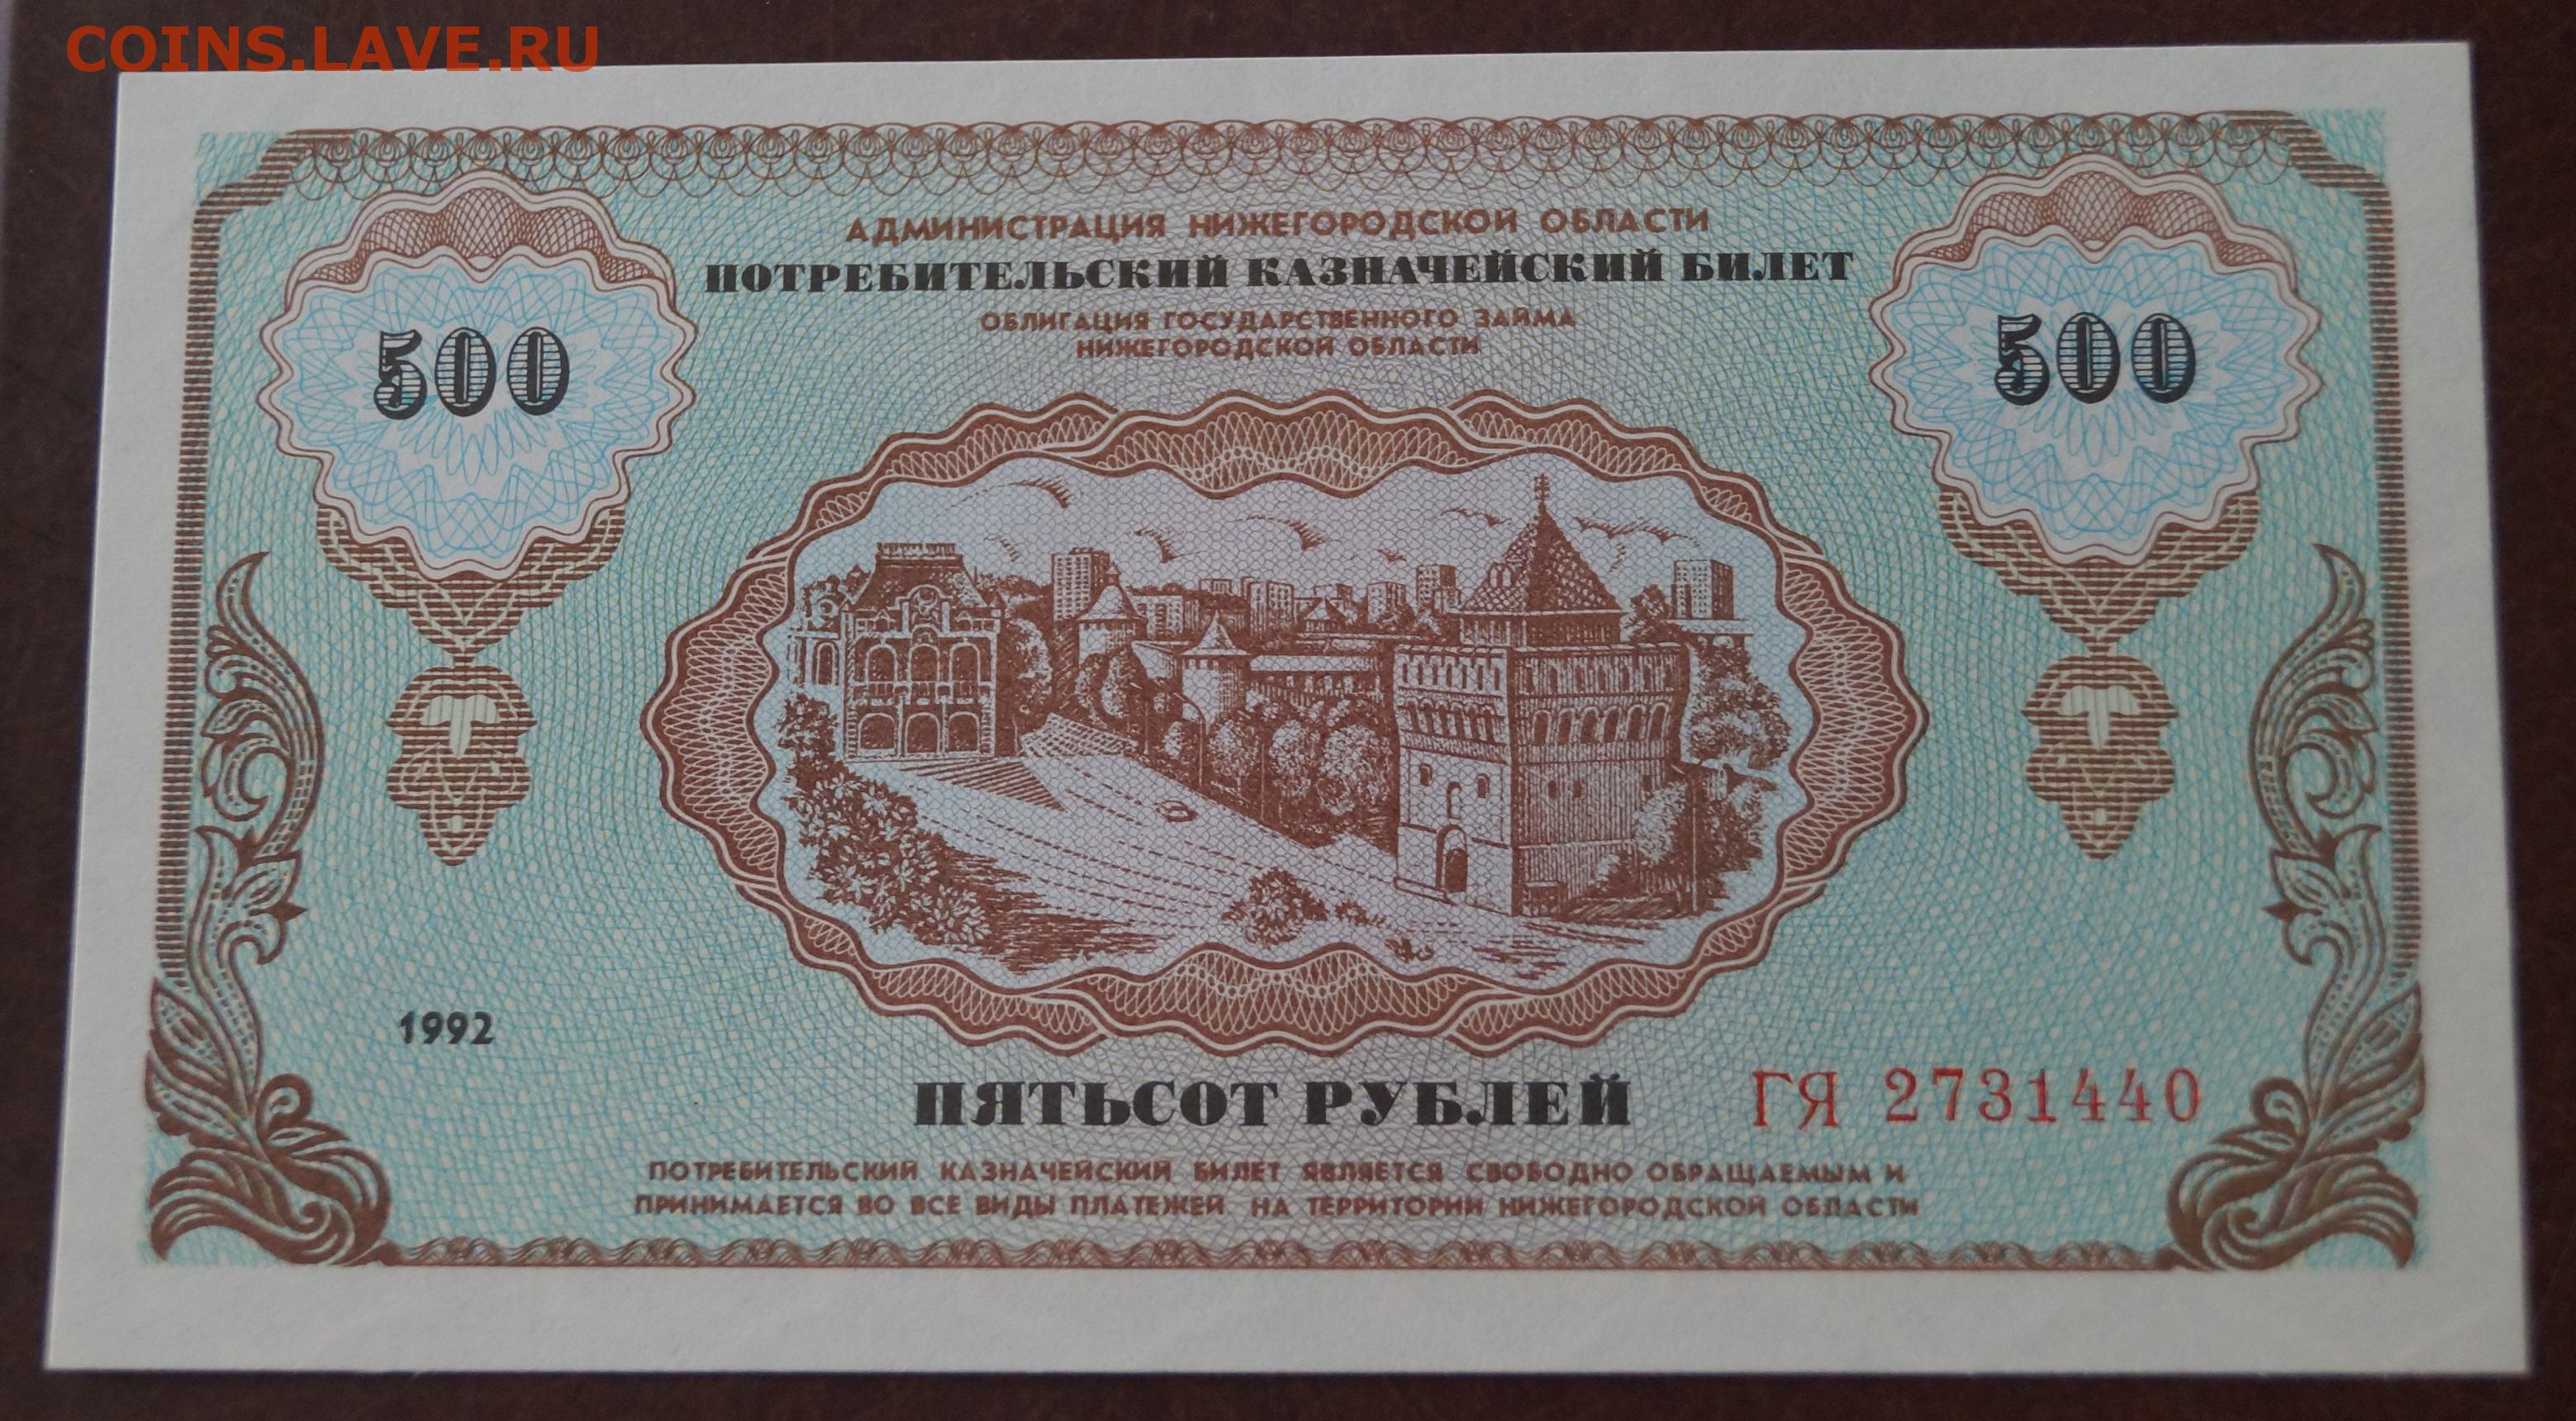 COINS.LAVE.RU
АДМИНИСТРАЦИЯ НИЖЕГОРОДСКОЙ ОБЛАСТИ
ПОТРЕБИТЕЛЬСКИЙ КАЗНАЧЕЙСКИЙ БИЛЕТ
ОБЛИГАЦИЯ ГОСУДАРСТВЕННОГО ЗАЙМА
НИЖЕГОРОДСКОЙ ОБЛАСТИ
500 500
1992
ПЯТЬСОТ РУБЛЕЙ ГЯ 2731440
ПОТРЕБИТЕЛЬСКИЙ КАЗНАЧЕЙСКИЙ БИЛЕТ ЯВЛЯЕТСЯ СВОБОДНО ОБРАЩАЕМЫМ И
ПРИНИМАЕТСЯ ВО ВСЕ ВИДЫ ПЛАТЕЖЕЙ НА ТЕРРИТОРИИ НИЖЕГОРОДСКОЙ ОБЛАСТИ